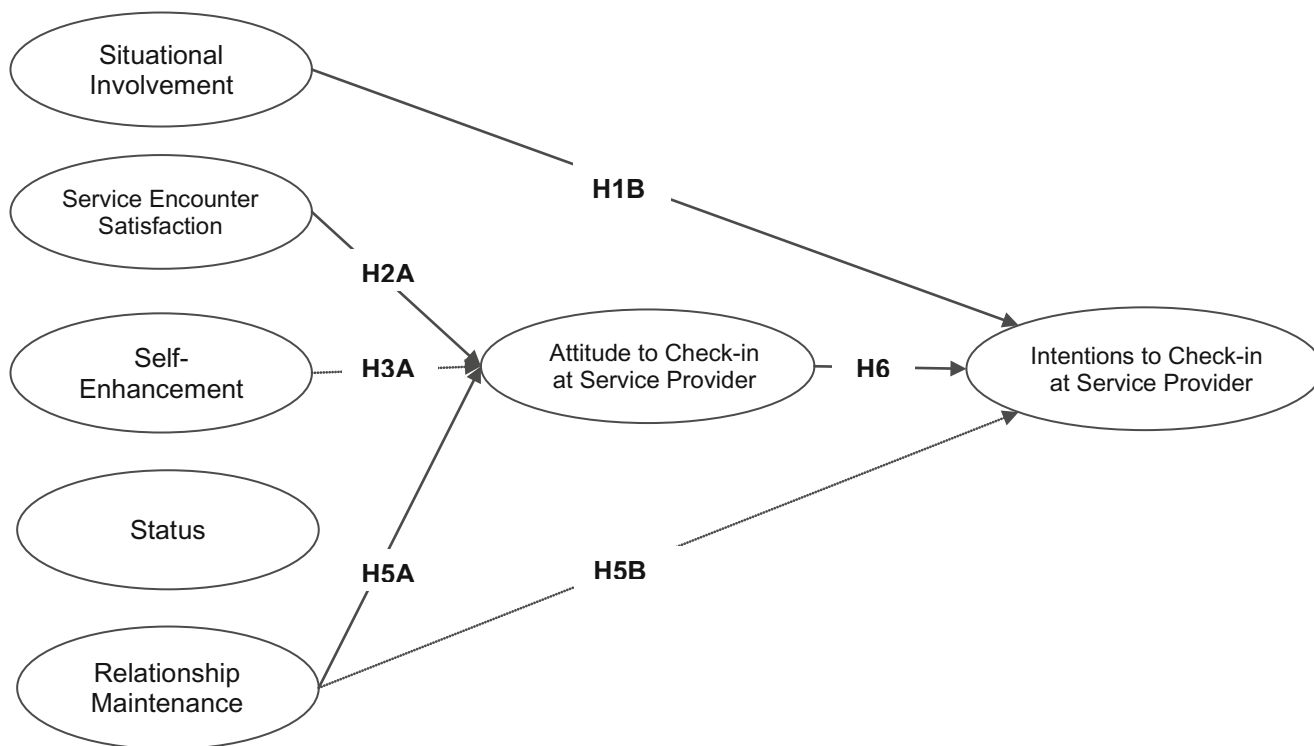 Situational
Involvement
H1B
Service Encounter
Satisfaction
H2A
Self-
Enhancement
H3A
Attitude to Check-in
at Service Provider
H6
Intentions to Check-in
at Service Provider
Status
H5A
H5B
Relationship
Maintenance